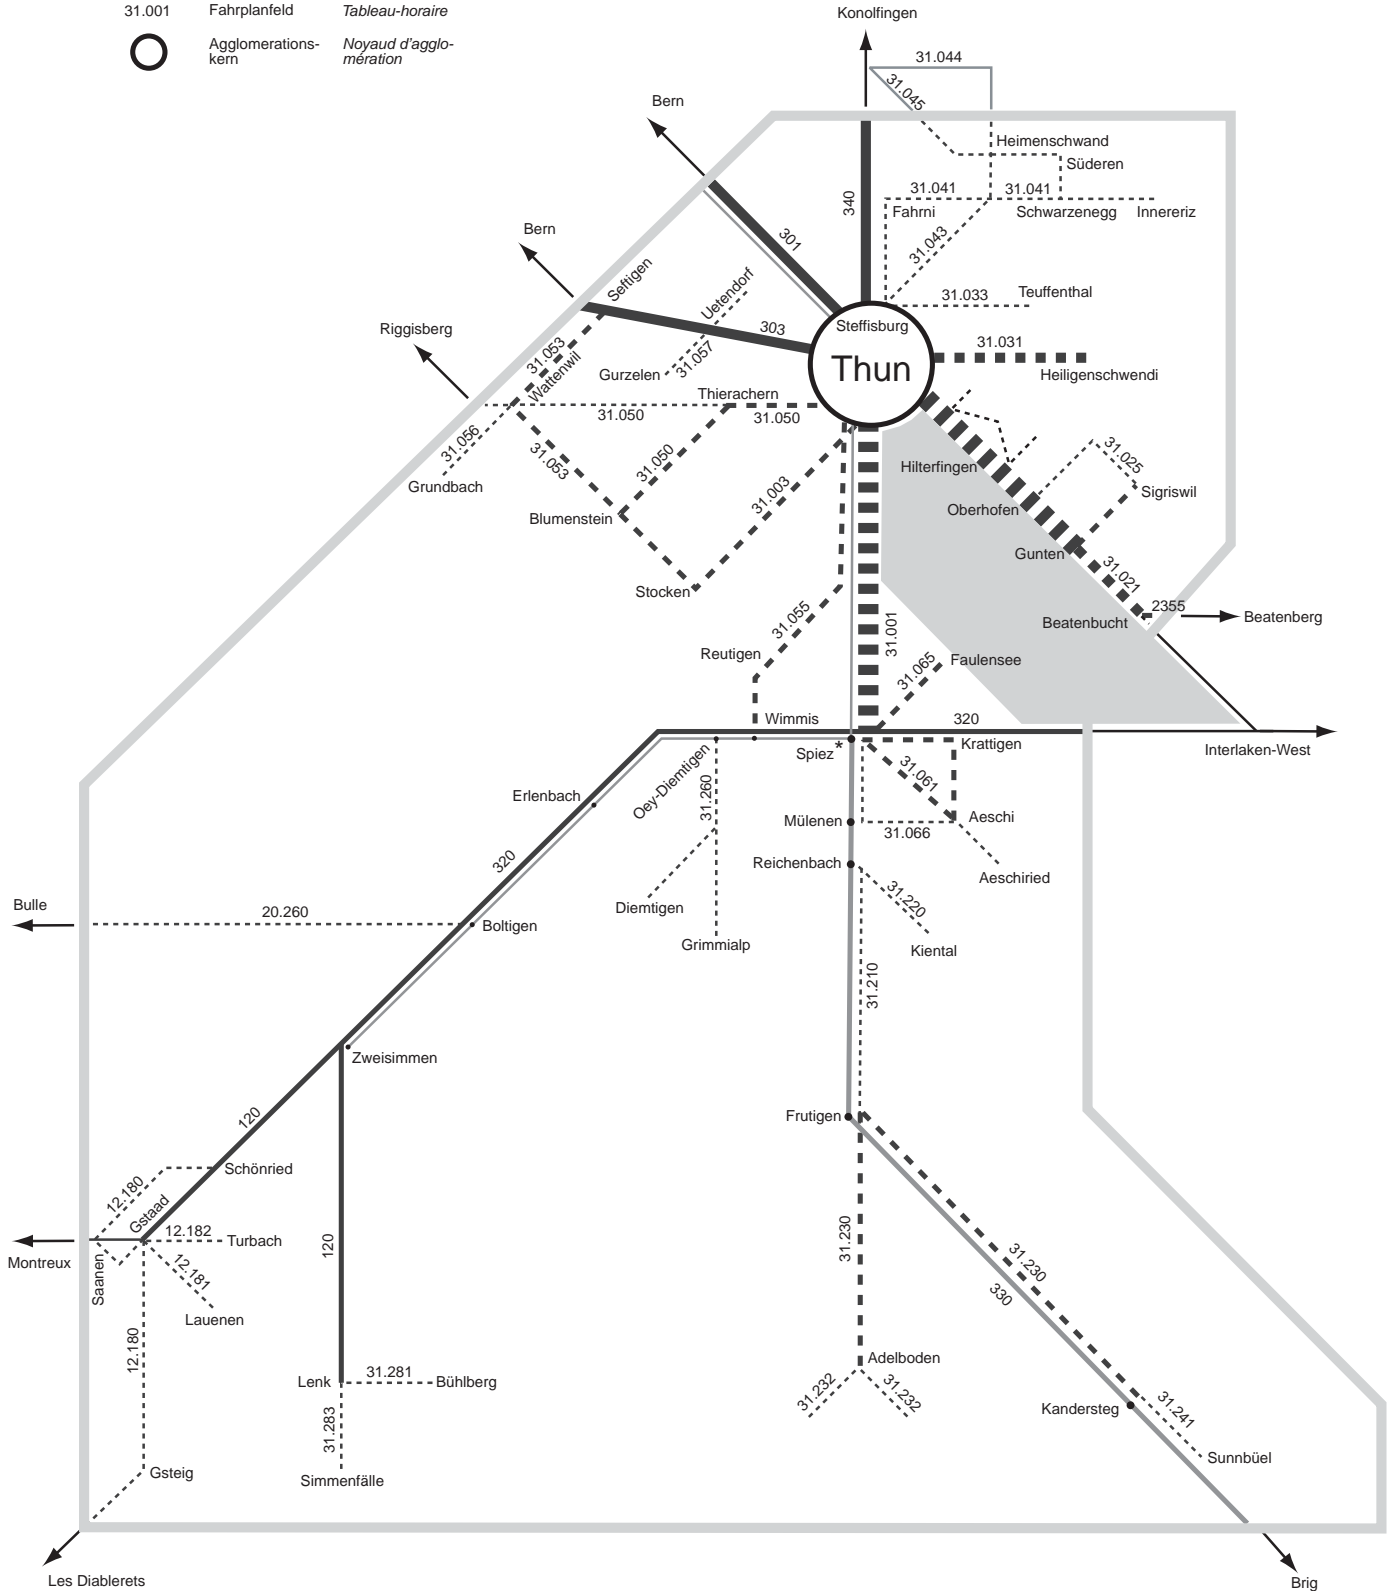 31.001 Fahrplanfeld Tableau-horaire
Agglomerations- Noyaud d'agglo-
kern mération
Konolfingen
31.044
31.045
Bern
Heimenschwand
Süderen
340
31.041
31.041
Fahrni
Schwarzenegg
Innereriz
31.043
301
Bern
Seftigen
Uetendorf
31.033
Teuffenthal
Riggisberg
303
Steffisburg
Thun
31.031
Heiligenschwendi
31.053
Wattenwil
Gurzelen
31.057
Thierachern
31.050
31.050
31.056
Grundbach
31.053
31.050
31.003
Blumenstein
Stocken
Hilterfingen
31.025
Sigriswil
Oberhofen
Gunten
31.021
2355
Beatenberg
Beatenbucht
31.055
31.001
Reutigen
31.065
Faulensee
Wimmis
320
Spiez
*
Krattigen
Interlaken-West
Oey-Diemtigen
31.260
31.061
Erlenbach
Mülenen
31.066
Aeschi
320
Reichenbach
Aeschiried
31.220
Bulle
20.260
Boltigen
Diemtigen
Grimmialp
Kiental
31.210
Zweisimmen
120
Frutigen
Schönried
12.180
Gstaad
12.182
Turbach
Montreux
Saanen
12.181
Lauenen
120
31.230
31.230
330
12.180
Adelboden
Lenk
31.281
Bühlberg
31.232
31.232
31.283
Kandersteg
31.241
Sunnbüel
Gsteig
Simmenfälle
Les Diablerets
Brig